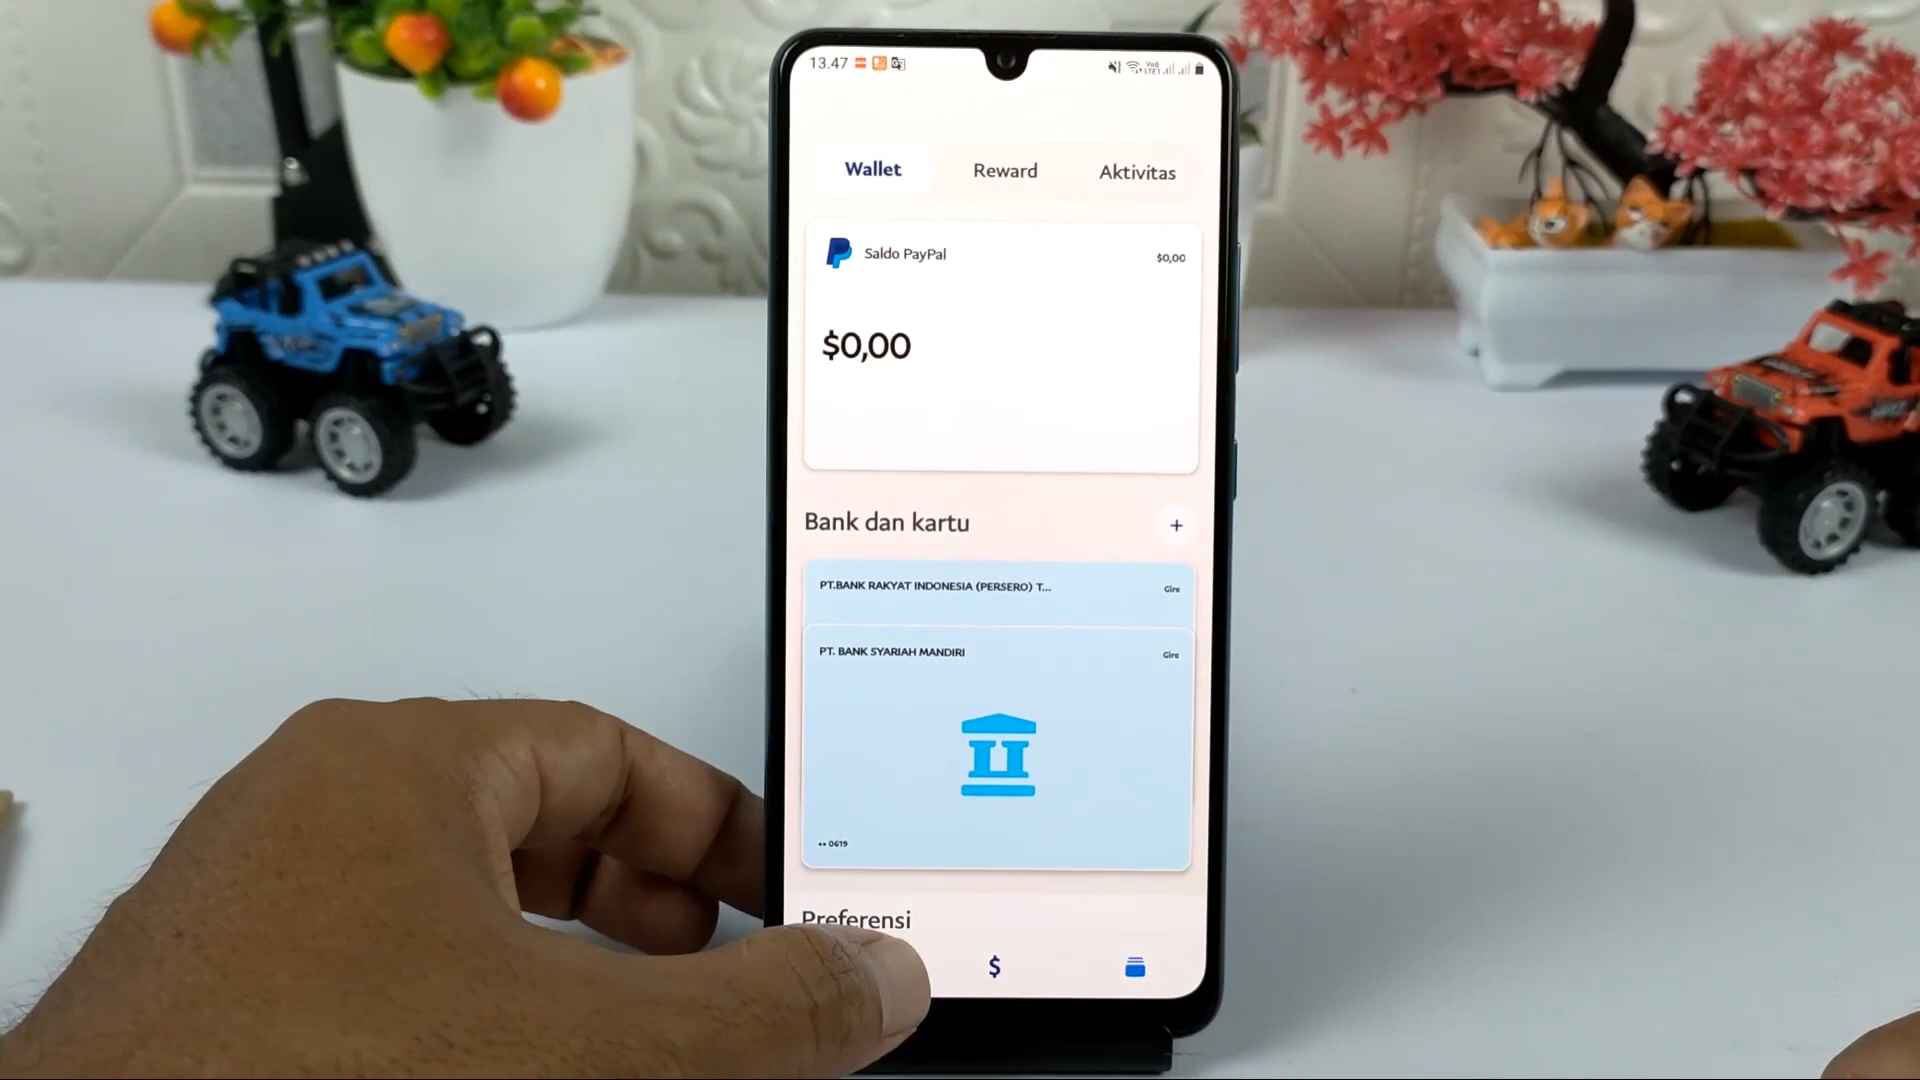 13.47
Wallet Reward Aktivitas
Saldo PayPal $0,00
$0,00
Bank dan kartu +
PT.BANK RAKYAT INDONESIA (PERSERO) T... Giro
PT. BANK SYARIAH MANDIRI Giro
•• 0619
Preferensi
$